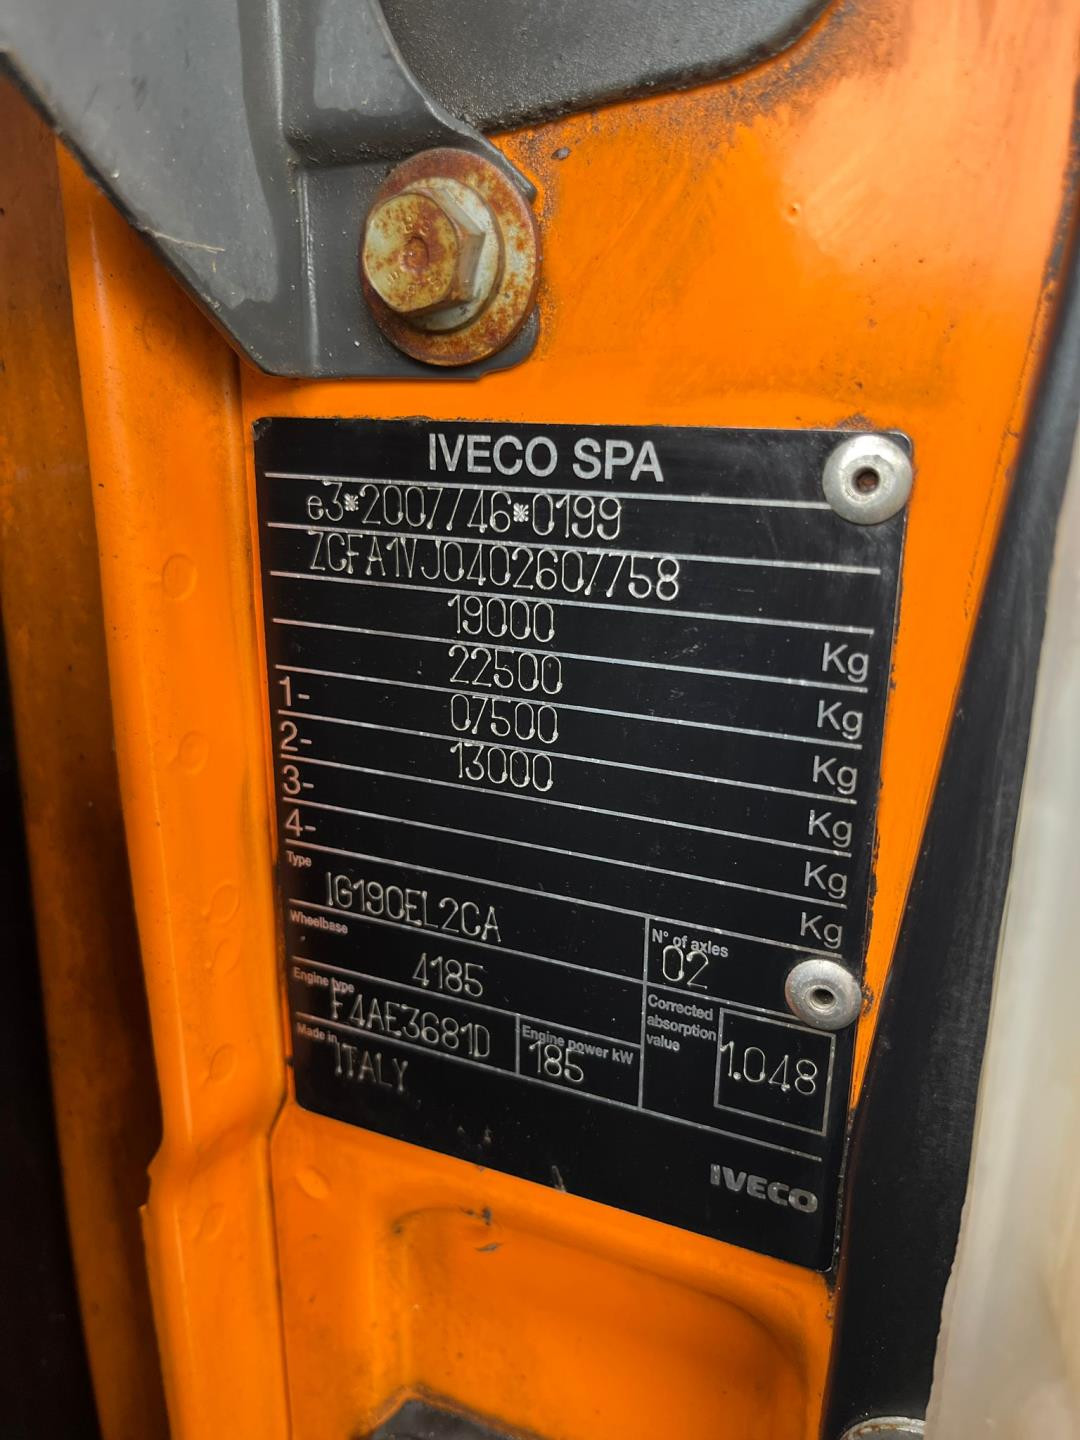 IVECO SPA
e3*2007/46*0199
ZCFA1VJ0402607758
19000 Kg
22500 Kg
1- 07500 Kg
2- 13000 Kg
3- Kg
4- Kg
Type IG190EL2CA
Wheelbase 4185
N° of axles 02
Engine type F4AE3681D
Engine power kW 185
Corrected absorption value 1.048
Made in ITALY
IVECO